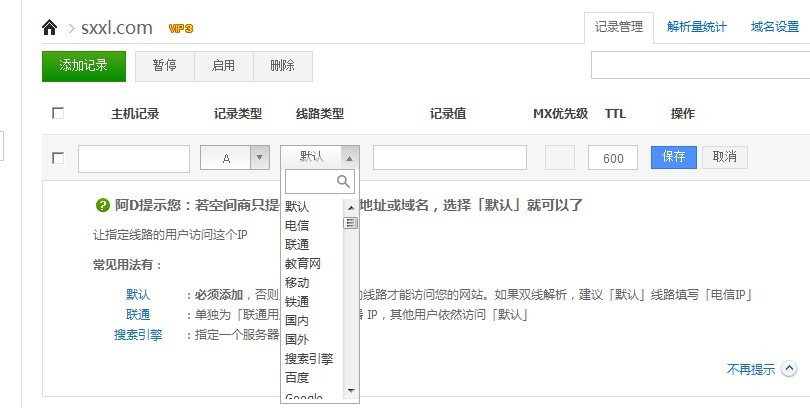 sxxl.com VIP3 记录管理 解析量统计 域名设置
添加记录 暂停 启用 删除
主机记录 记录类型 线路类型 记录值 MX优先级 TTL 操作
A 默认 600 保存 取消
阿D提示您：若空间商只提 地址或域名，选择「默认」就可以了
让指定线路的用户访问这个IP
常见用法有：
默认 ：必须添加，否则 线路才能访问您的网站。如果双线解析，建议「默认」线路填写「电信IP」
联通 ：单独为「联通用 IP，其他用户依然访问「默认」
搜索引擎 ：指定一个服务器
默认
电信
联通
教育网
移动
铁通
国内
国外
搜索引擎
百度
Google
不再提示